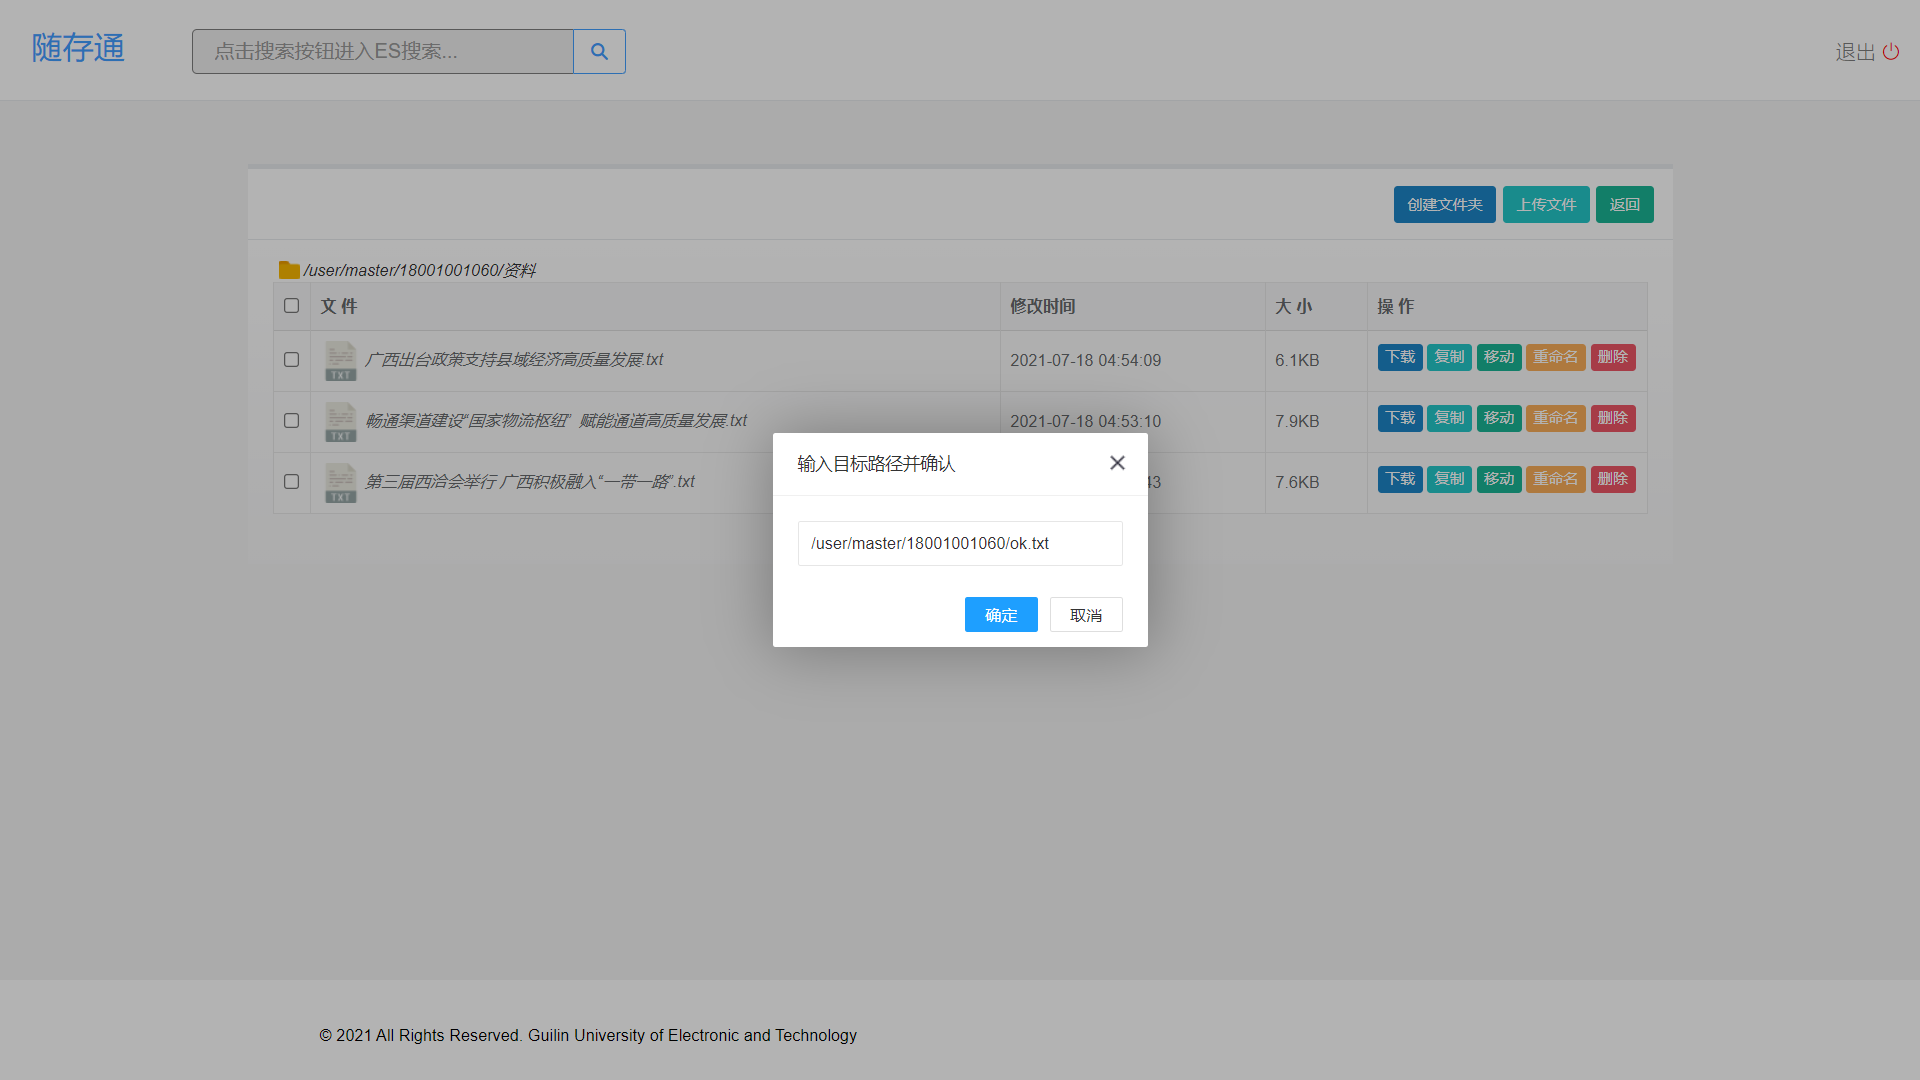 随存通
点击搜索按钮进入ES搜索...
退出
创建文件夹 上传文件 返回
/user/master/18001001060/资料
文 件 修改时间 大 小 操 作
广西出台政策支持县域经济高质量发展.txt 2021-07-18 04:54:09 6.1KB 下载 复制 移动 重命名 删除
畅通渠道建设“国家物流枢纽” 赋能通道高质量发展.txt 2021-07-18 04:53:10 7.9KB 下载 复制 移动 重命名 删除
第三届西洽会举行 广西积极融入“一带一路”.txt 43 7.6KB 下载 复制 移动 重命名 删除
TXT
TXT
TXT
输入目标路径并确认
/user/master/18001001060/ok.txt
确定 取消
© 2021 All Rights Reserved. Guilin University of Electronic and Technology